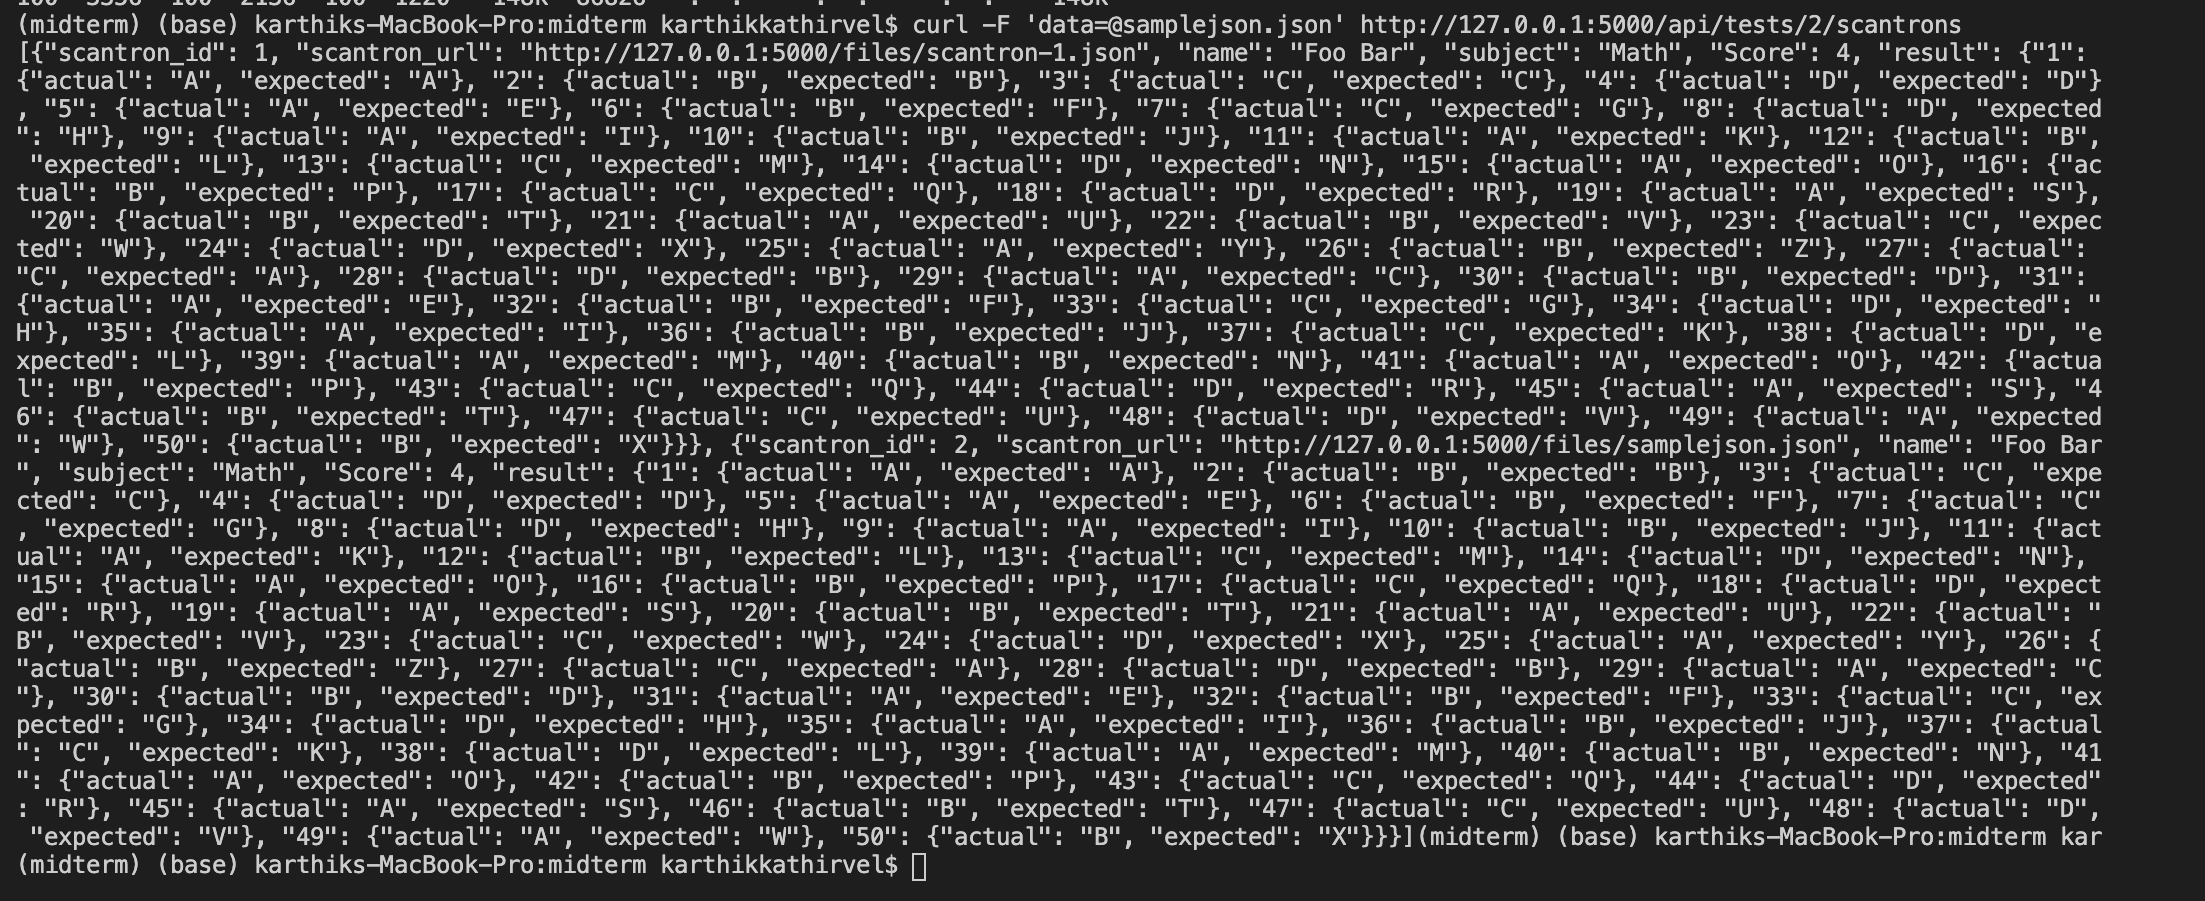 (midterm) (base) karthiks-MacBook-Pro:midterm karthikkathirvel$ curl -F 'data=@samplejson.json' http://127.0.0.1:5000/api/tests/2/scantrons
[{"scantron_id": 1, "scantron_url": "http://127.0.0.1:5000/files/scantron-1.json", "name": "Foo Bar", "subject": "Math", "Score": 4, "result": {"1":
{"actual": "A", "expected": "A"}, "2": {"actual": "B", "expected": "B"}, "3": {"actual": "C", "expected": "C"}, "4": {"actual": "D", "expected": "D"}
, "5": {"actual": "A", "expected": "E"}, "6": {"actual": "B", "expected": "F"}, "7": {"actual": "C", "expected": "G"}, "8": {"actual": "D", "expected
": "H"}, "9": {"actual": "A", "expected": "I"}, "10": {"actual": "B", "expected": "J"}, "11": {"actual": "A", "expected": "K"}, "12": {"actual": "B",
 "expected": "L"}, "13": {"actual": "C", "expected": "M"}, "14": {"actual": "D", "expected": "N"}, "15": {"actual": "A", "expected": "O"}, "16": {"ac
tual": "B", "expected": "P"}, "17": {"actual": "C", "expected": "Q"}, "18": {"actual": "D", "expected": "R"}, "19": {"actual": "A", "expected": "S"},
 "20": {"actual": "B", "expected": "T"}, "21": {"actual": "A", "expected": "U"}, "22": {"actual": "B", "expected": "V"}, "23": {"actual": "C", "expec
ted": "W"}, "24": {"actual": "D", "expected": "X"}, "25": {"actual": "A", "expected": "Y"}, "26": {"actual": "B", "expected": "Z"}, "27": {"actual":
"C", "expected": "A"}, "28": {"actual": "D", "expected": "B"}, "29": {"actual": "A", "expected": "C"}, "30": {"actual": "B", "expected": "D"}, "31":
{"actual": "A", "expected": "E"}, "32": {"actual": "B", "expected": "F"}, "33": {"actual": "C", "expected": "G"}, "34": {"actual": "D", "expected": "
H"}, "35": {"actual": "A", "expected": "I"}, "36": {"actual": "B", "expected": "J"}, "37": {"actual": "C", "expected": "K"}, "38": {"actual": "D", "e
xpected": "L"}, "39": {"actual": "A", "expected": "M"}, "40": {"actual": "B", "expected": "N"}, "41": {"actual": "A", "expected": "O"}, "42": {"actua
l": "B", "expected": "P"}, "43": {"actual": "C", "expected": "Q"}, "44": {"actual": "D", "expected": "R"}, "45": {"actual": "A", "expected": "S"}, "4
6": {"actual": "B", "expected": "T"}, "47": {"actual": "C", "expected": "U"}, "48": {"actual": "D", "expected": "V"}, "49": {"actual": "A", "expected
": "W"}, "50": {"actual": "B", "expected": "X"}}}, {"scantron_id": 2, "scantron_url": "http://127.0.0.1:5000/files/samplejson.json", "name": "Foo Bar
", "subject": "Math", "Score": 4, "result": {"1": {"actual": "A", "expected": "A"}, "2": {"actual": "B", "expected": "B"}, "3": {"actual": "C", "expe
cted": "C"}, "4": {"actual": "D", "expected": "D"}, "5": {"actual": "A", "expected": "E"}, "6": {"actual": "B", "expected": "F"}, "7": {"actual": "C"
, "expected": "G"}, "8": {"actual": "D", "expected": "H"}, "9": {"actual": "A", "expected": "I"}, "10": {"actual": "B", "expected": "J"}, "11": {"act
ual": "A", "expected": "K"}, "12": {"actual": "B", "expected": "L"}, "13": {"actual": "C", "expected": "M"}, "14": {"actual": "D", "expected": "N"},
"15": {"actual": "A", "expected": "O"}, "16": {"actual": "B", "expected": "P"}, "17": {"actual": "C", "expected": "Q"}, "18": {"actual": "D", "expect
ed": "R"}, "19": {"actual": "A", "expected": "S"}, "20": {"actual": "B", "expected": "T"}, "21": {"actual": "A", "expected": "U"}, "22": {"actual": "
B", "expected": "V"}, "23": {"actual": "C", "expected": "W"}, "24": {"actual": "D", "expected": "X"}, "25": {"actual": "A", "expected": "Y"}, "26": {
"actual": "B", "expected": "Z"}, "27": {"actual": "C", "expected": "A"}, "28": {"actual": "D", "expected": "B"}, "29": {"actual": "A", "expected": "C
"}, "30": {"actual": "B", "expected": "D"}, "31": {"actual": "A", "expected": "E"}, "32": {"actual": "B", "expected": "F"}, "33": {"actual": "C", "ex
pected": "G"}, "34": {"actual": "D", "expected": "H"}, "35": {"actual": "A", "expected": "I"}, "36": {"actual": "B", "expected": "J"}, "37": {"actual
": "C", "expected": "K"}, "38": {"actual": "D", "expected": "L"}, "39": {"actual": "A", "expected": "M"}, "40": {"actual": "B", "expected": "N"}, "41
": {"actual": "A", "expected": "O"}, "42": {"actual": "B", "expected": "P"}, "43": {"actual": "C", "expected": "Q"}, "44": {"actual": "D", "expected"
: "R"}, "45": {"actual": "A", "expected": "S"}, "46": {"actual": "B", "expected": "T"}, "47": {"actual": "C", "expected": "U"}, "48": {"actual": "D",
 "expected": "V"}, "49": {"actual": "A", "expected": "W"}, "50": {"actual": "B", "expected": "X"}}}](midterm) (base) karthiks-MacBook-Pro:midterm kar
(midterm) (base) karthiks-MacBook-Pro:midterm karthikkathirvel$